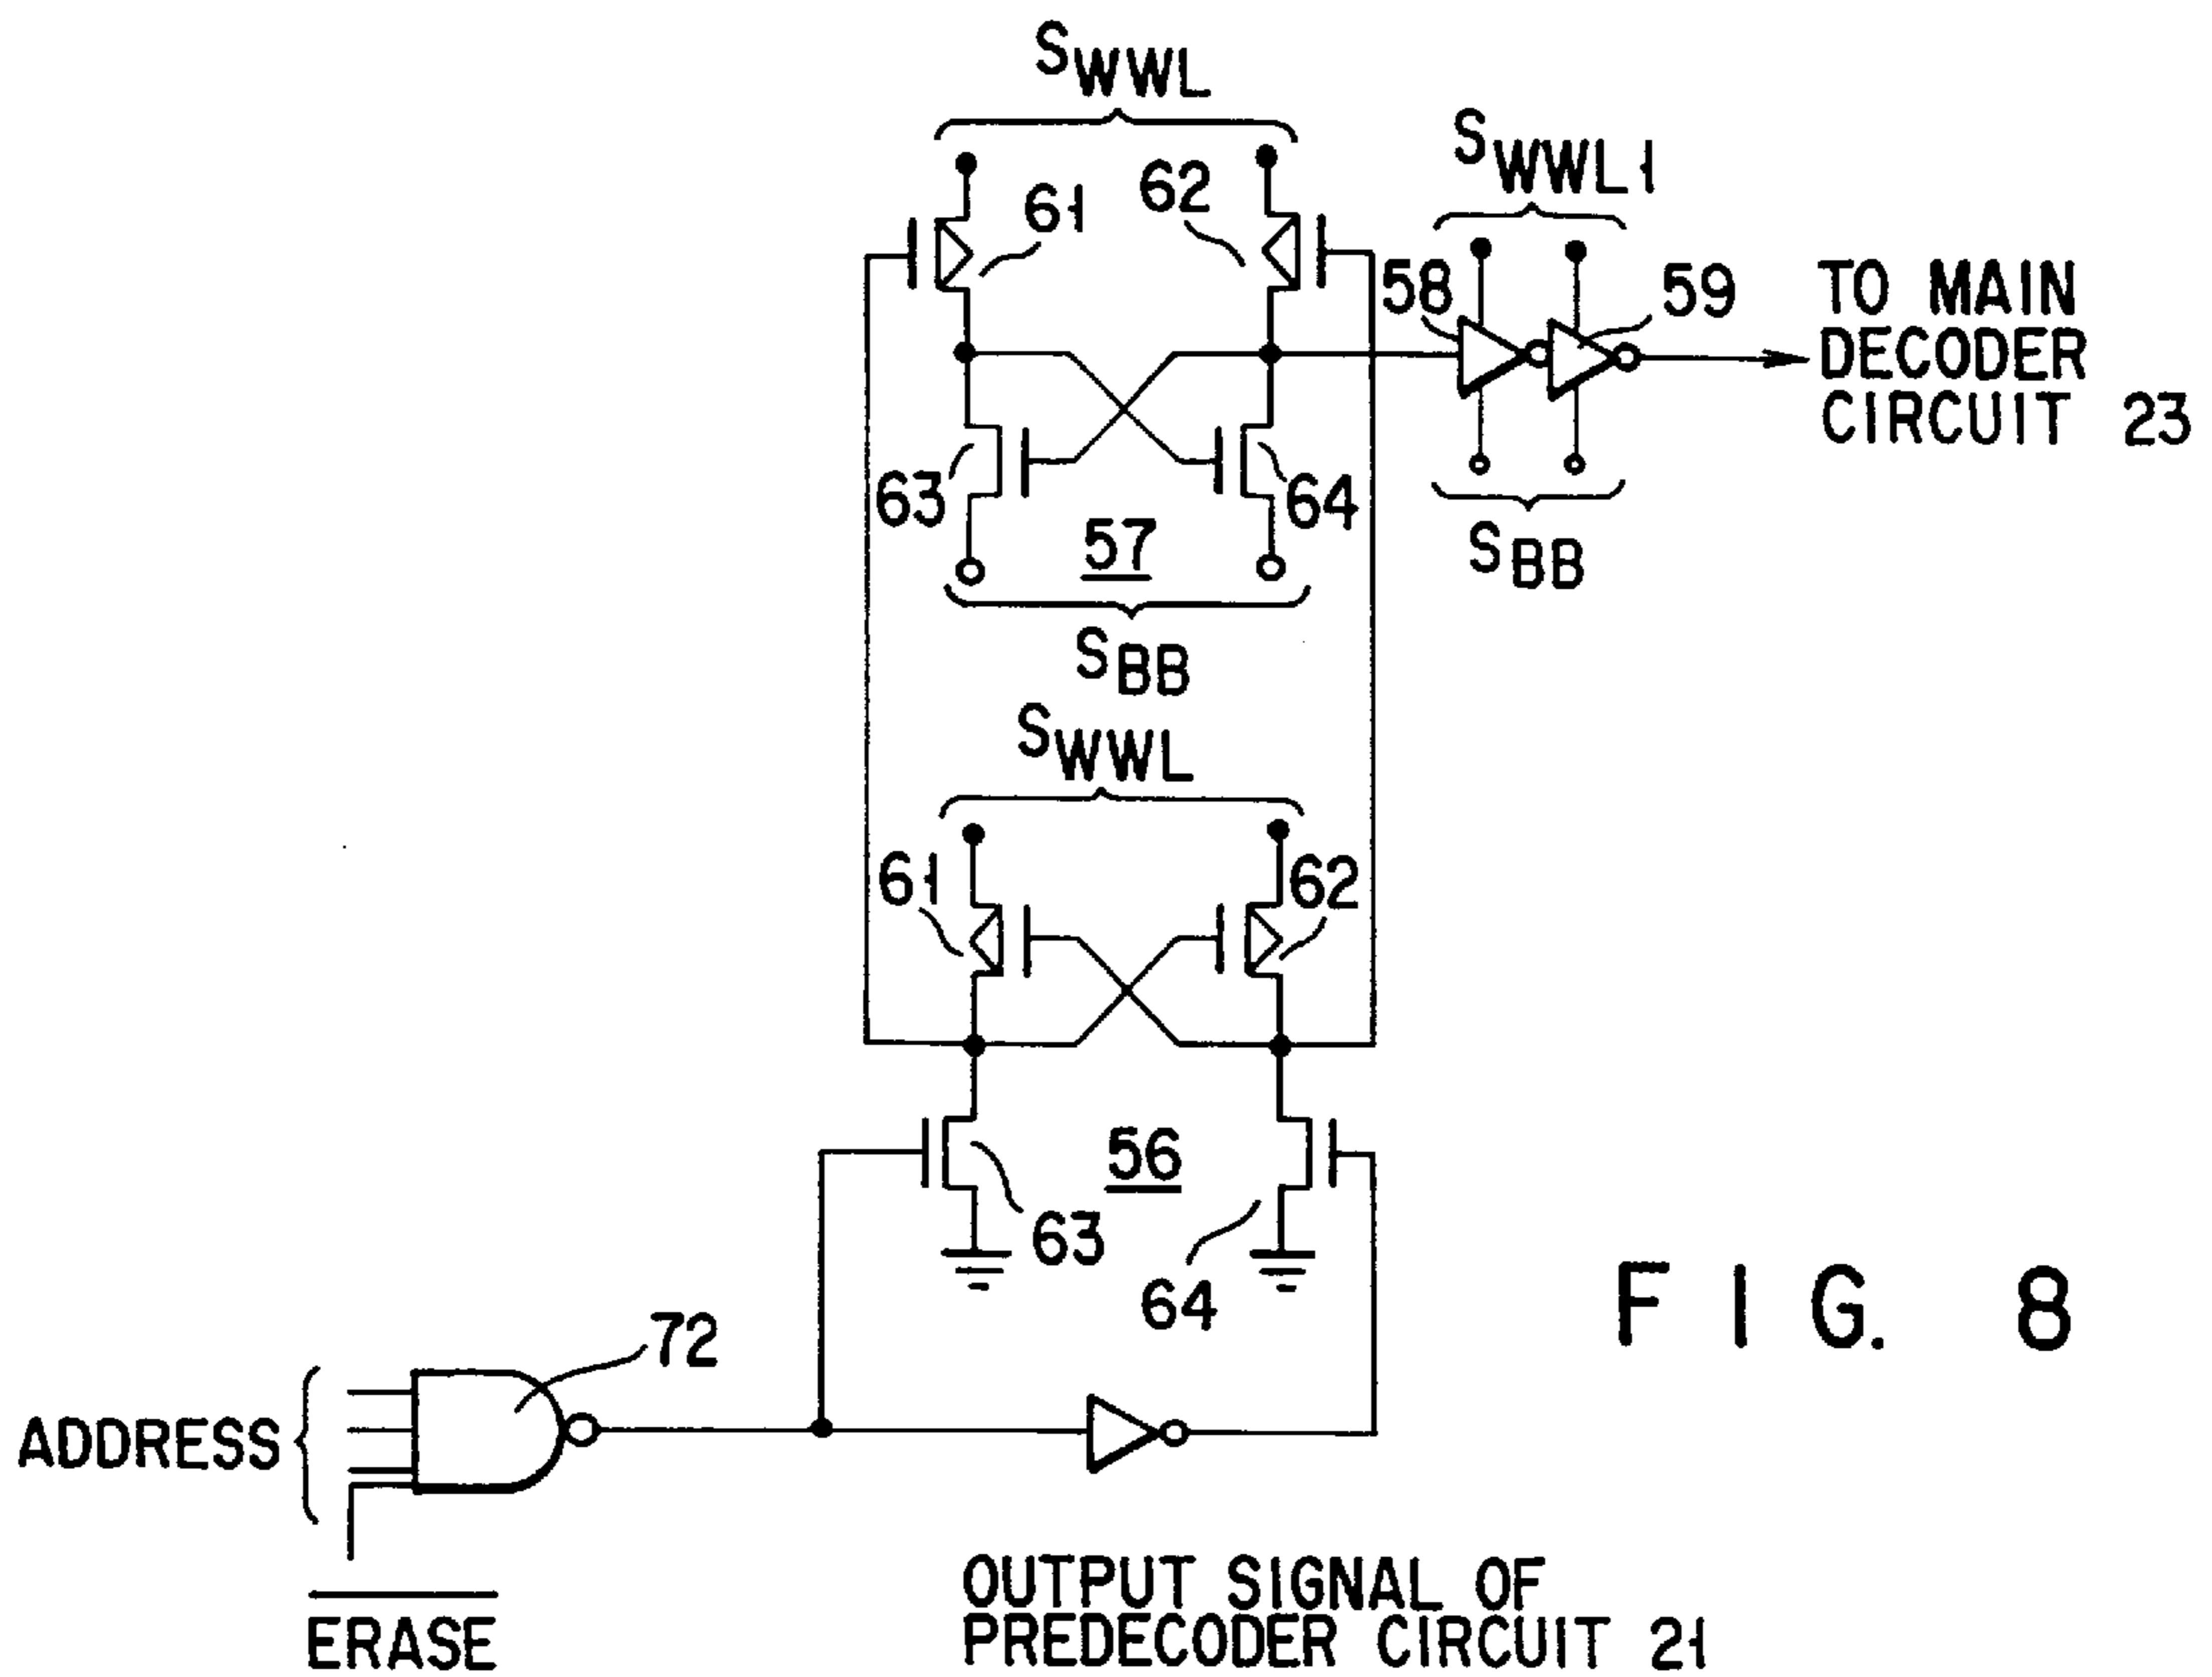 SWWL
SWWL1
61
62
58
59
TO MAIN
DECODER
CIRCUIT 23
63
64
57
SBB
SBB
SWWL
61
62
56
63
64
FIG. 8
72
ADDRESS
ERASE
OUTPUT SIGNAL OF
PREDECODER CIRCUIT 21